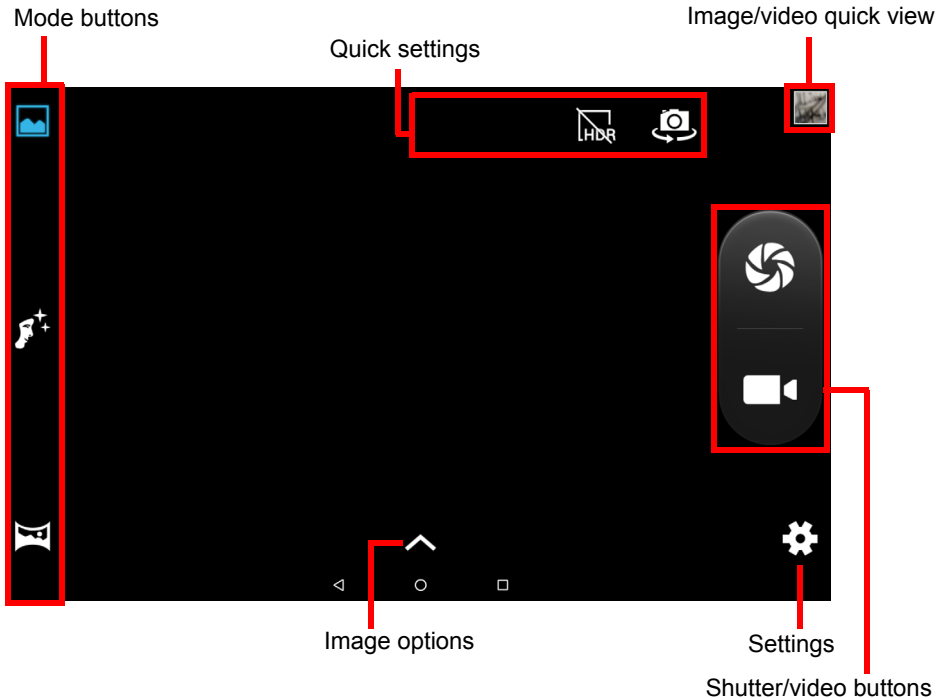 Mode buttons
Image/video quick view
Quick settings
HDR
Image options
Settings
Shutter/video buttons